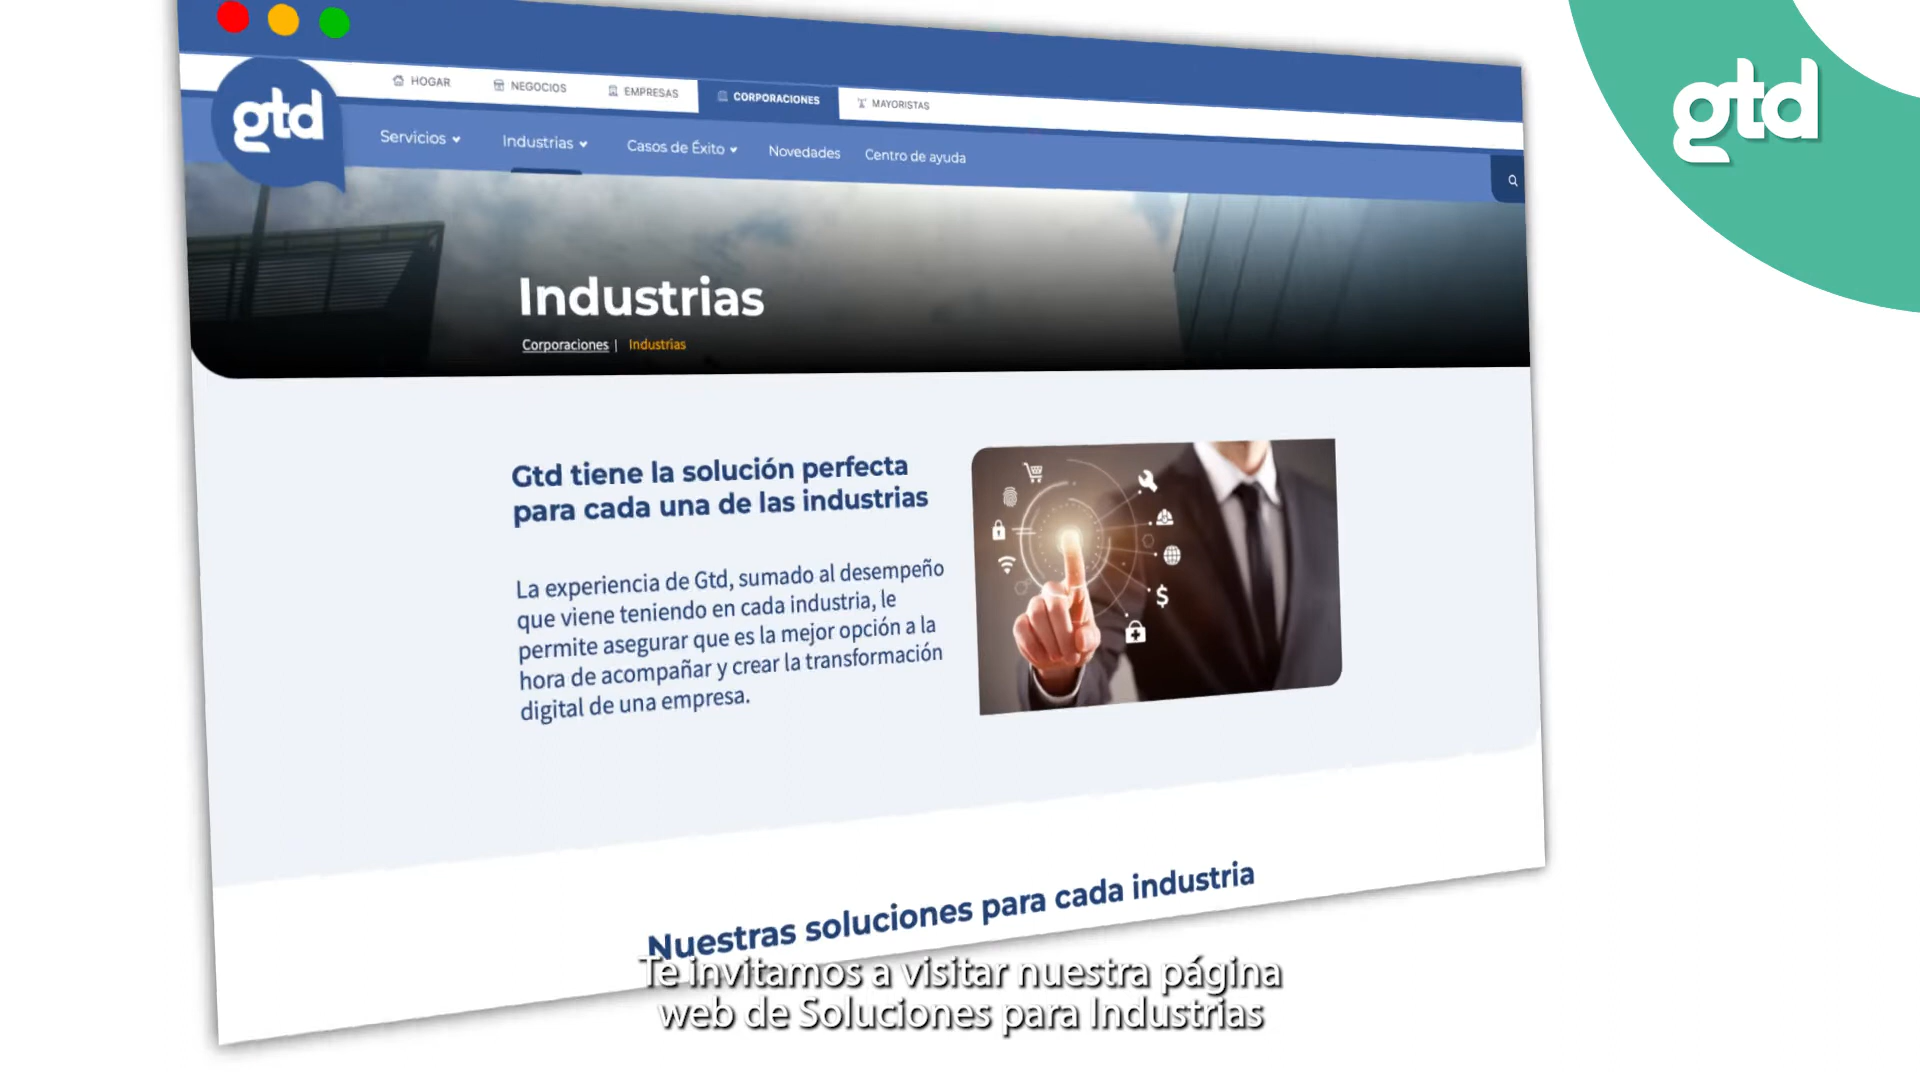 gtd
HOGAR
NEGOCIOS
EMPRESAS
CORPORACIONES
MAYORISTAS
gtd
Servicios
Industrias
Casos de Éxito
Novedades
Centro de ayuda
Industrias
Corporaciones | Industrias
Gtd tiene la solución perfecta
para cada una de las industrias
La experiencia de Gtd, sumado al desempeño
que viene teniendo en cada industria, le
permite asegurar que es la mejor opción a la
hora de acompañar y crear la transformación
digital de una empresa.
$
Nuestras soluciones para cada industria
Te invitamos a visitar nuestra página
web de Soluciones para Industrias